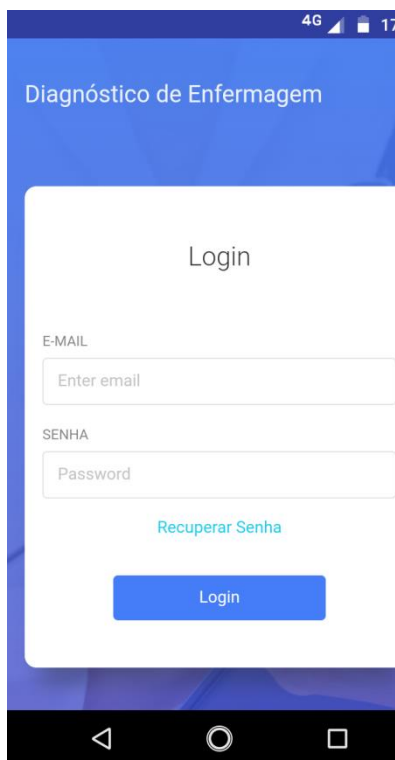 4G 17
Diagnóstico de Enfermagem
Login
E-MAIL
Enter email
SENHA
Password
Recuperar Senha
Login